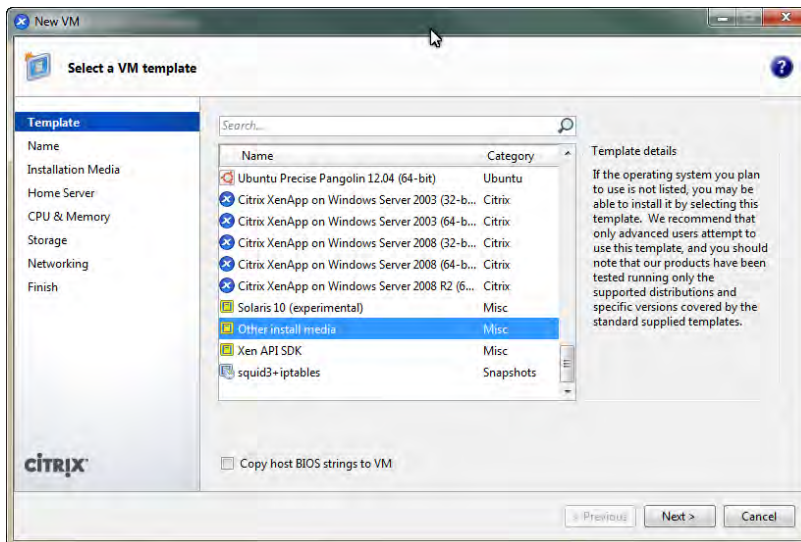 New VM
Select a VM template
Template
Name
Installation Media
Home Server
CPU & Memory
Storage
Networking
Finish
CİTRIX
Search...
Name Category
Ubuntu Precise Pangolin 12.04 (64-bit) Ubuntu
Citrix XenApp on Windows Server 2003 (32-b... Citrix
Citrix XenApp on Windows Server 2003 (64-b... Citrix
Citrix XenApp on Windows Server 2008 (32-b... Citrix
Citrix XenApp on Windows Server 2008 (64-b... Citrix
Citrix XenApp on Windows Server 2008 R2 (6... Citrix
Solaris 10 (experimental) Misc
Other install media Misc
Xen API SDK Misc
squid3+iptables Snapshots
Copy host BIOS strings to VM
Template details
If the operating system you plan
to use is not listed, you may be
able to install it by selecting this
template. We recommend that
only advanced users attempt to
use this template, and you should
note that our products have been
tested running only the
supported distributions and
specific versions covered by the
standard supplied templates.
< Previous Next > Cancel